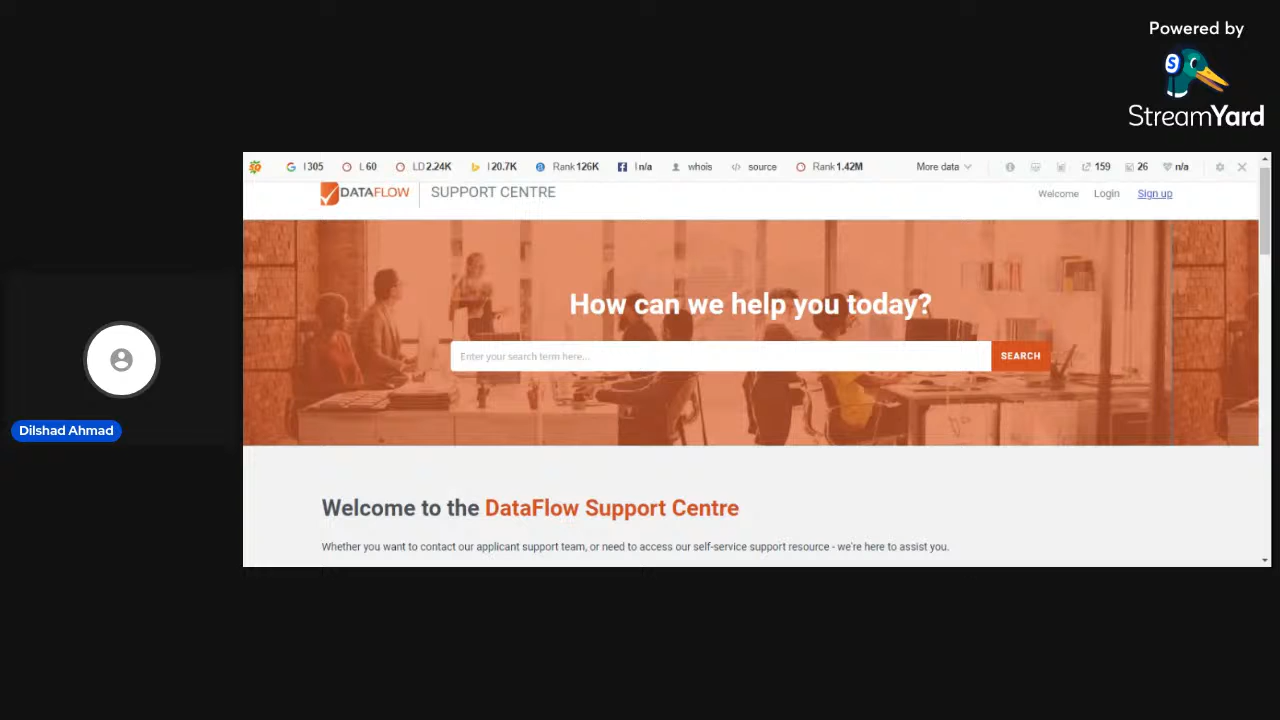 Powered by
StreamYard
I 305 L 60 LD 2.24K I 20.7K Rank 126K I n/a whois source Rank 1.42M More data 159 26 n/a
DATAFLOW SUPPORT CENTRE Welcome Login Sign up
How can we help you today?
Enter your search term here... SEARCH
Dilshad Ahmad
Welcome to the DataFlow Support Centre
Whether you want to contact our applicant support team, or need to access our self-service support resource - we're here to assist you.